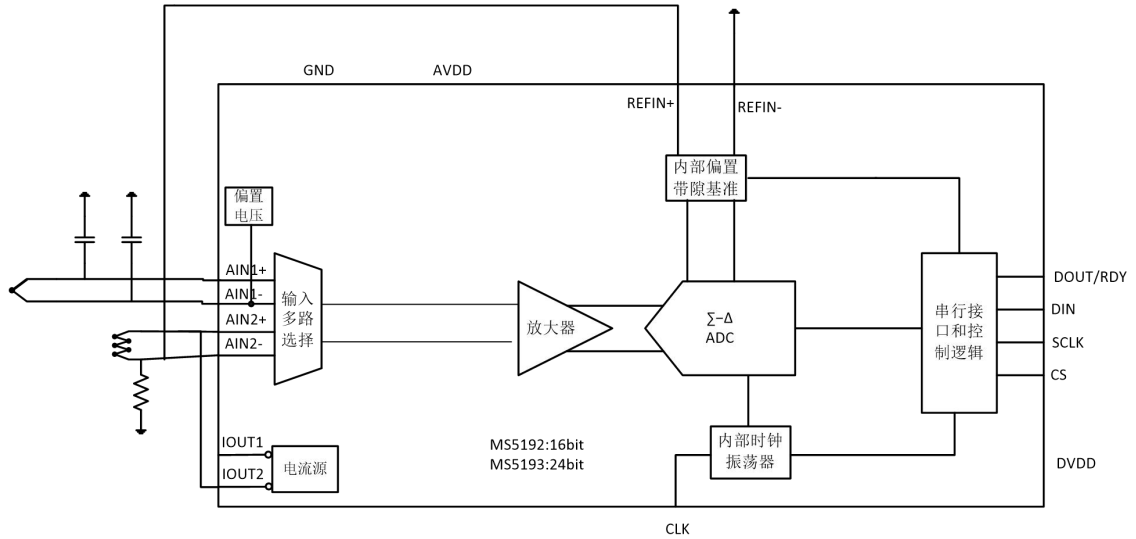 GND
AVDD
REFIN+
REFIN-
内部偏置
带隙基准
偏置
电压
AIN1+
AIN1-
AIN2+
AIN2-
输入
多路
选择
放大器
∑−Δ
ADC
串行接
口和控
制逻辑
DOUT/RDY
DIN
SCLK
CS
IOUT1
IOUT2
电流源
MS5192:16bit
MS5193:24bit
内部时钟
振荡器
DVDD
CLK